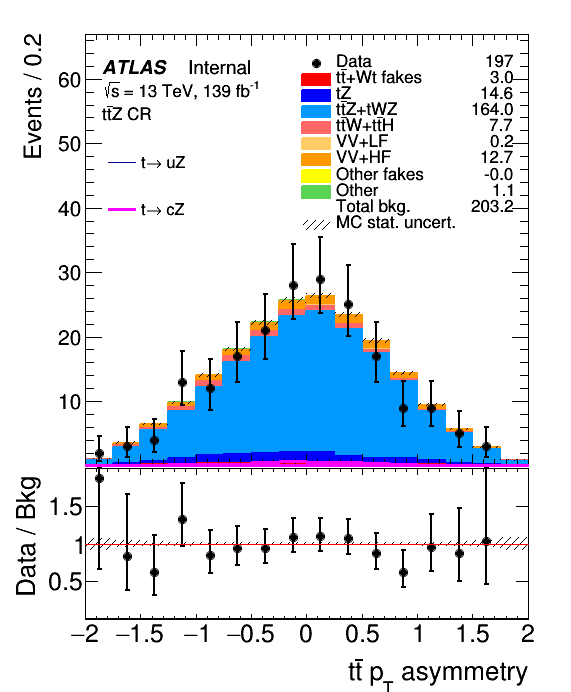 Events / 0.2
60
50
40
30
20
10
ATLAS Internal
√s = 13 TeV, 139 fb-1
tt̄Z CR
t→ uZ
t→ cZ
Data 197
tt̄+Wt fakes 3.0
tZ 14.6
tt̄Z+tWZ 164.0
tt̄W+tt̄H 7.7
VV+LF 0.2
VV+HF 12.7
Other fakes -0.0
Other 1.1
Total bkg. 203.2
MC stat. uncert.
Data / Bkg
1.5
1
0.5
−2 −1.5 −1 −0.5 0 0.5 1 1.5 2
tt̄ pT asymmetry